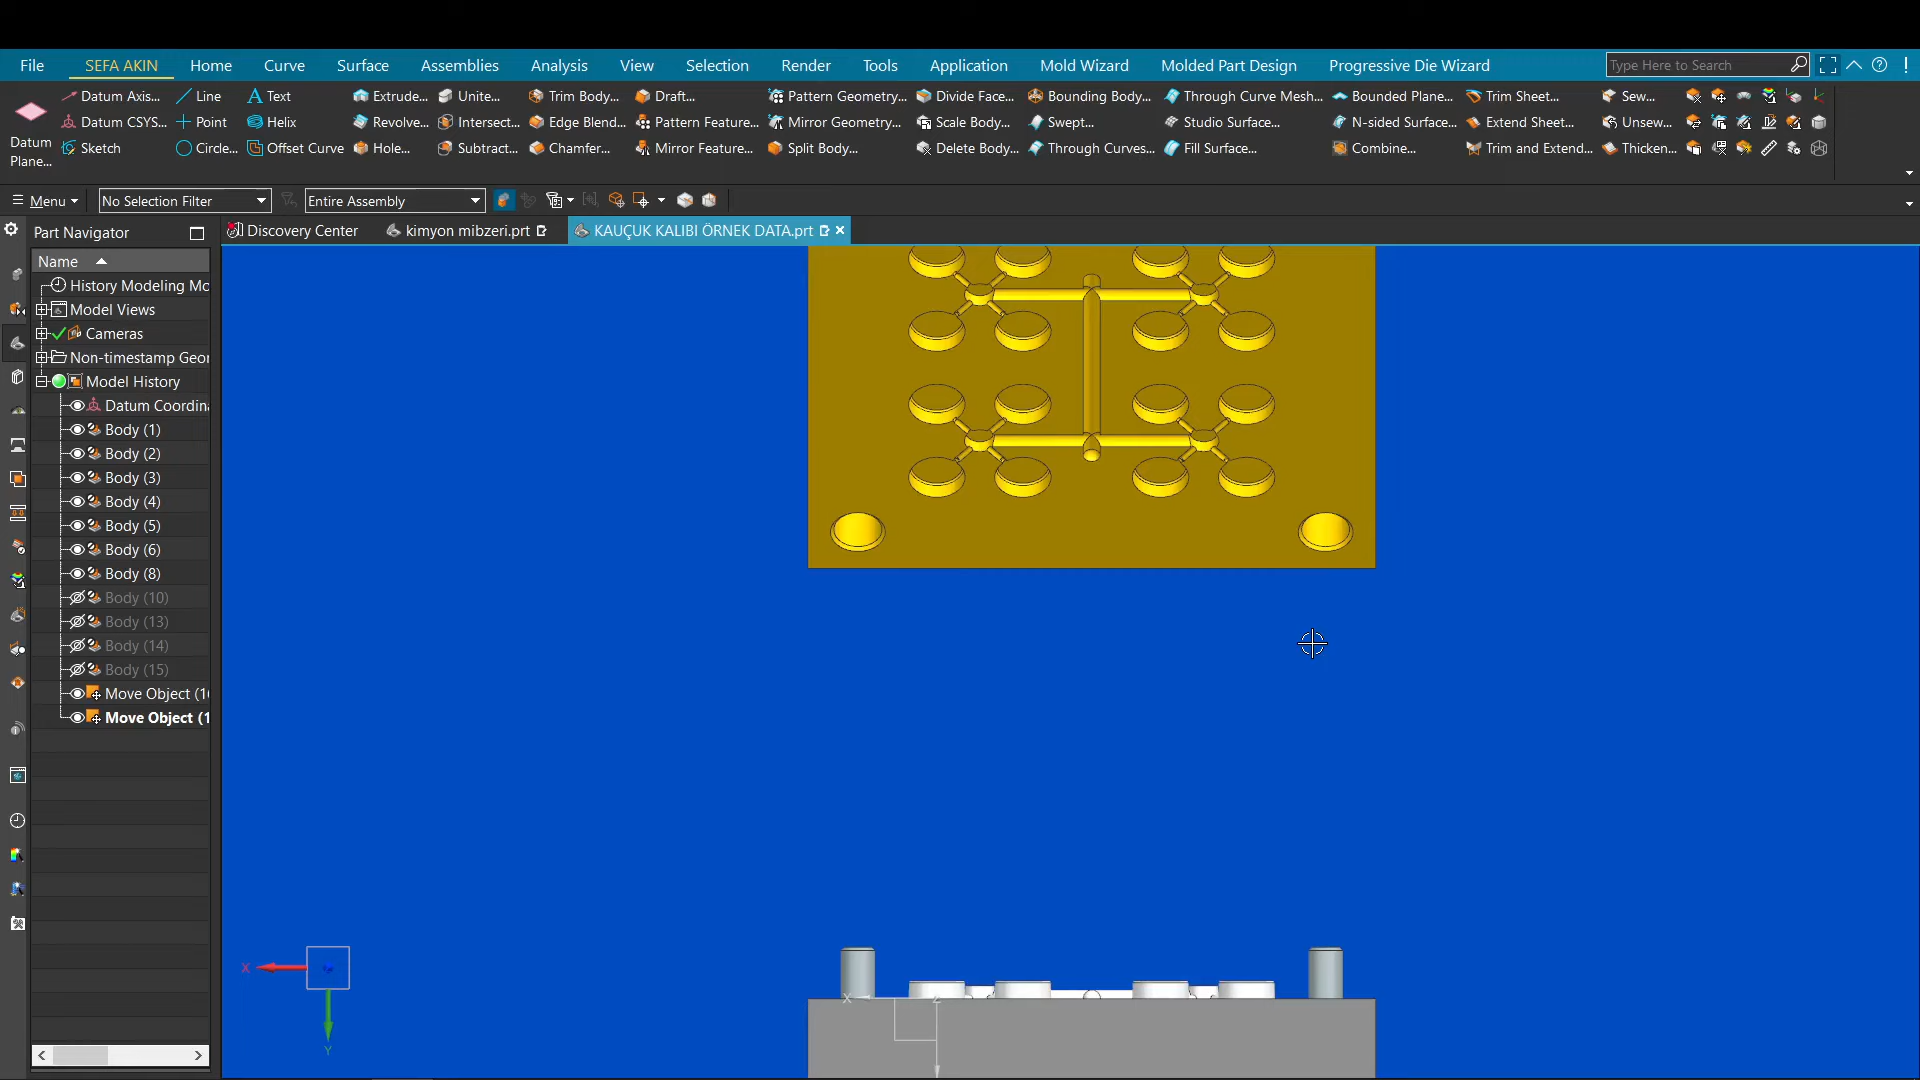 File SEFA AKIN Home Curve Surface Assemblies Analysis View Selection Render Tools Application Mold Wizard Molded Part Design Progressive Die Wizard Type Here to Search
Datum Axis... Line Text Extrude... Unite... Trim Body... Draft... Pattern Geometry... Divide Face... Bounding Body... Through Curve Mesh... Bounded Plane... Trim Sheet... Sew...
Datum CSYS... Point Helix Revolve... Intersect... Edge Blend... Pattern Feature... Mirror Geometry... Scale Body... Swept... Studio Surface... N-sided Surface... Extend Sheet... Unsew...
Datum Plane... Sketch Circle... Offset Curve Hole... Subtract... Chamfer... Mirror Feature... Split Body... Delete Body... Through Curves... Fill Surface... Combine... Trim and Extend... Thicken...
Menu No Selection Filter Entire Assembly
Part Navigator Discovery Center kimyon mibzeri.prt KAUÇUK KALIBI ÖRNEK DATA.prt
Name
History Modeling Mo
Model Views
Cameras
Non-timestamp Geor
Model History
Datum Coordina
Body (1)
Body (2)
Body (3)
Body (4)
Body (5)
Body (6)
Body (8)
Body (10)
Body (13)
Body (14)
Body (15)
Move Object (1
Move Object (1
X
Y
X
Z